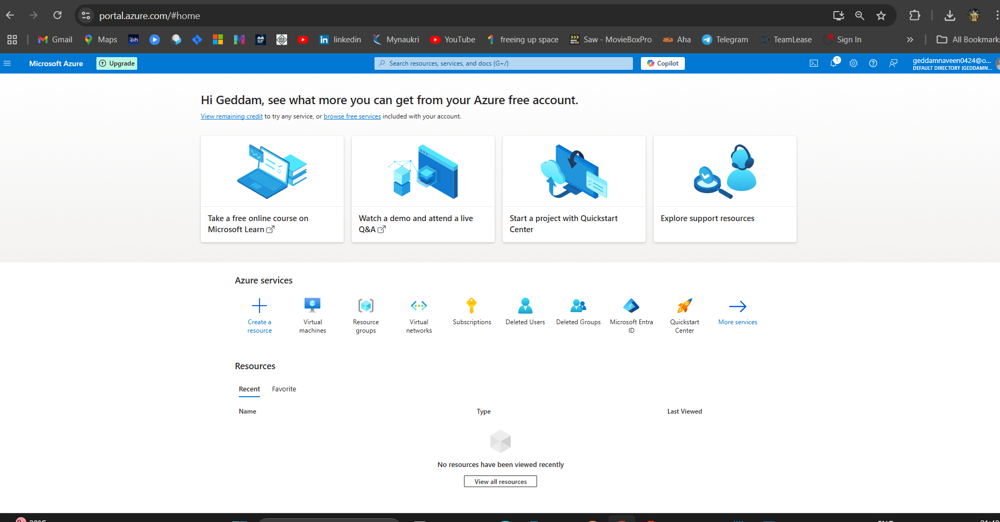 portal.azure.com/#home
Gmail
Maps
dh
SF
linkedin
Mynaukri
YouTube
freeing up space
Saw - MovieBoxPro
aha Aha
Telegram
TeamLease
Sign In
All Bookmarks
Microsoft Azure
Upgrade
Search resources, services, and docs (G+/)
Copilot
1
geddamnaveen0424@o...
DEFAULT DIRECTORY (GEDDAMN...
Hi Geddam, see what more you can get from your Azure free account.
View remaining credit to try any service, or browse free services included with your account.
Take a free online course on
Microsoft Learn
Watch a demo and attend a live
Q&A
Start a project with Quickstart
Center
Explore support resources
Azure services
Create a
resource
Virtual
machines
Resource
groups
Virtual
networks
Subscriptions
Deleted Users
Deleted Groups
Microsoft Entra
ID
Quickstart
Center
More services
Resources
Recent
Favorite
Name
Type
Last Viewed
No resources have been viewed recently
View all resources